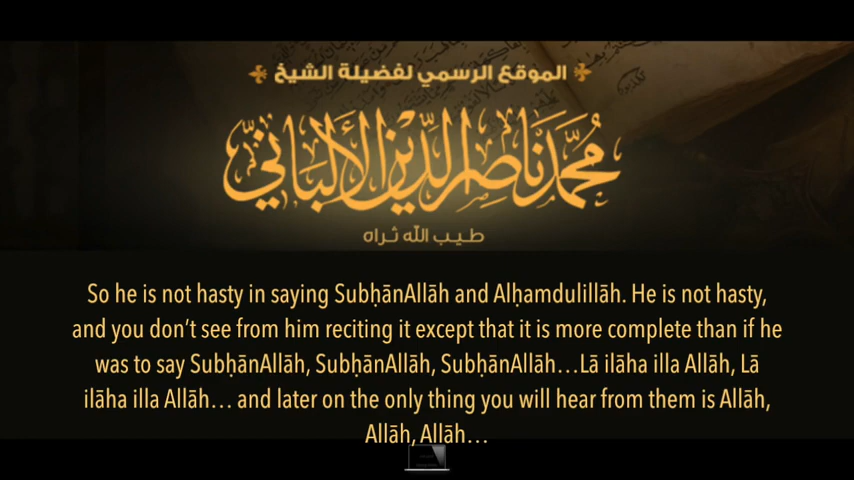 الموقع الرسمي لفضيلة الشيخ
محمد ناصر الدين الألباني
طيب الله ثراه
So he is not hasty in saying SubḥānAllāh and Alḥamdulillāh. He is not hasty,
and you don’t see from him reciting it except that it is more complete than if he
was to say SubḥānAllāh, SubḥānAllāh, SubḥānAllāh…Lā ilāha illa Allāh, Lā
ilāha illa Allāh… and later on the only thing you will hear from them is Allāh,
Allāh, Allāh…